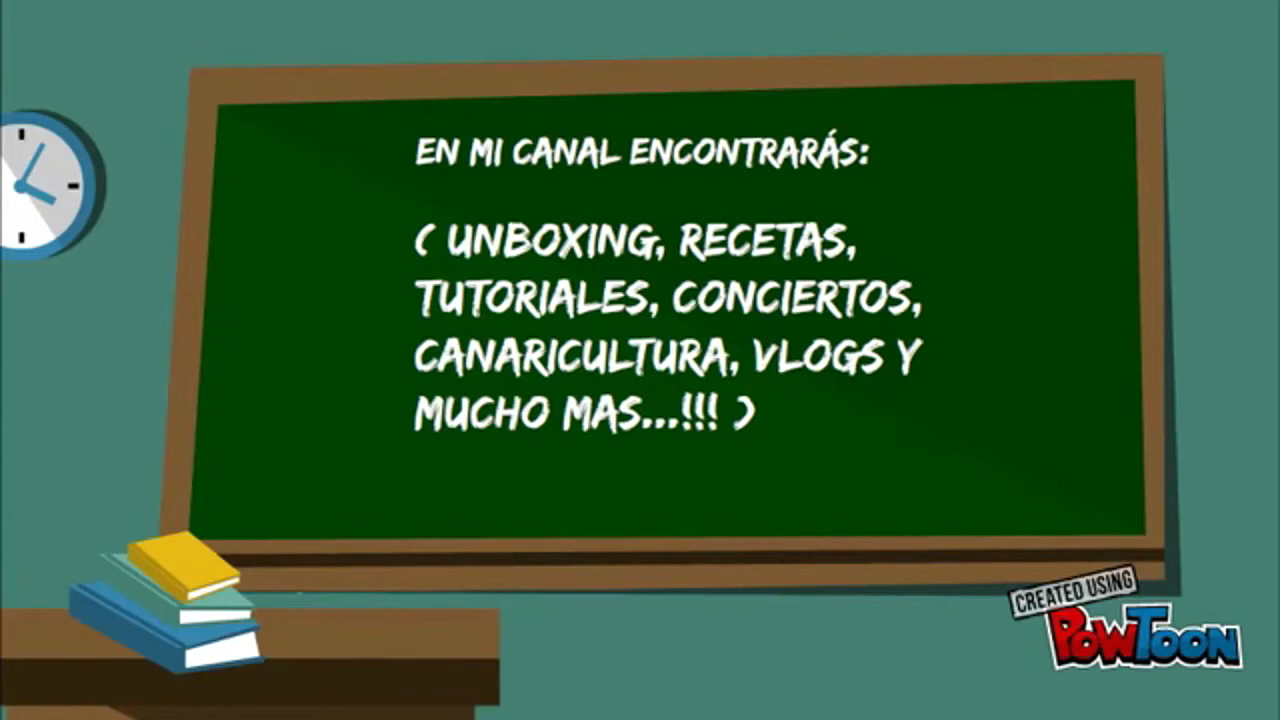 EN MI CANAL ENCONTRARÁS:
( UNBOXING, RECETAS,
TUTORIALES, CONCIERTOS,
CANARICULTURA, VLOGS Y
MUCHO MAS...!!! )
CREATED USING
POWTOON